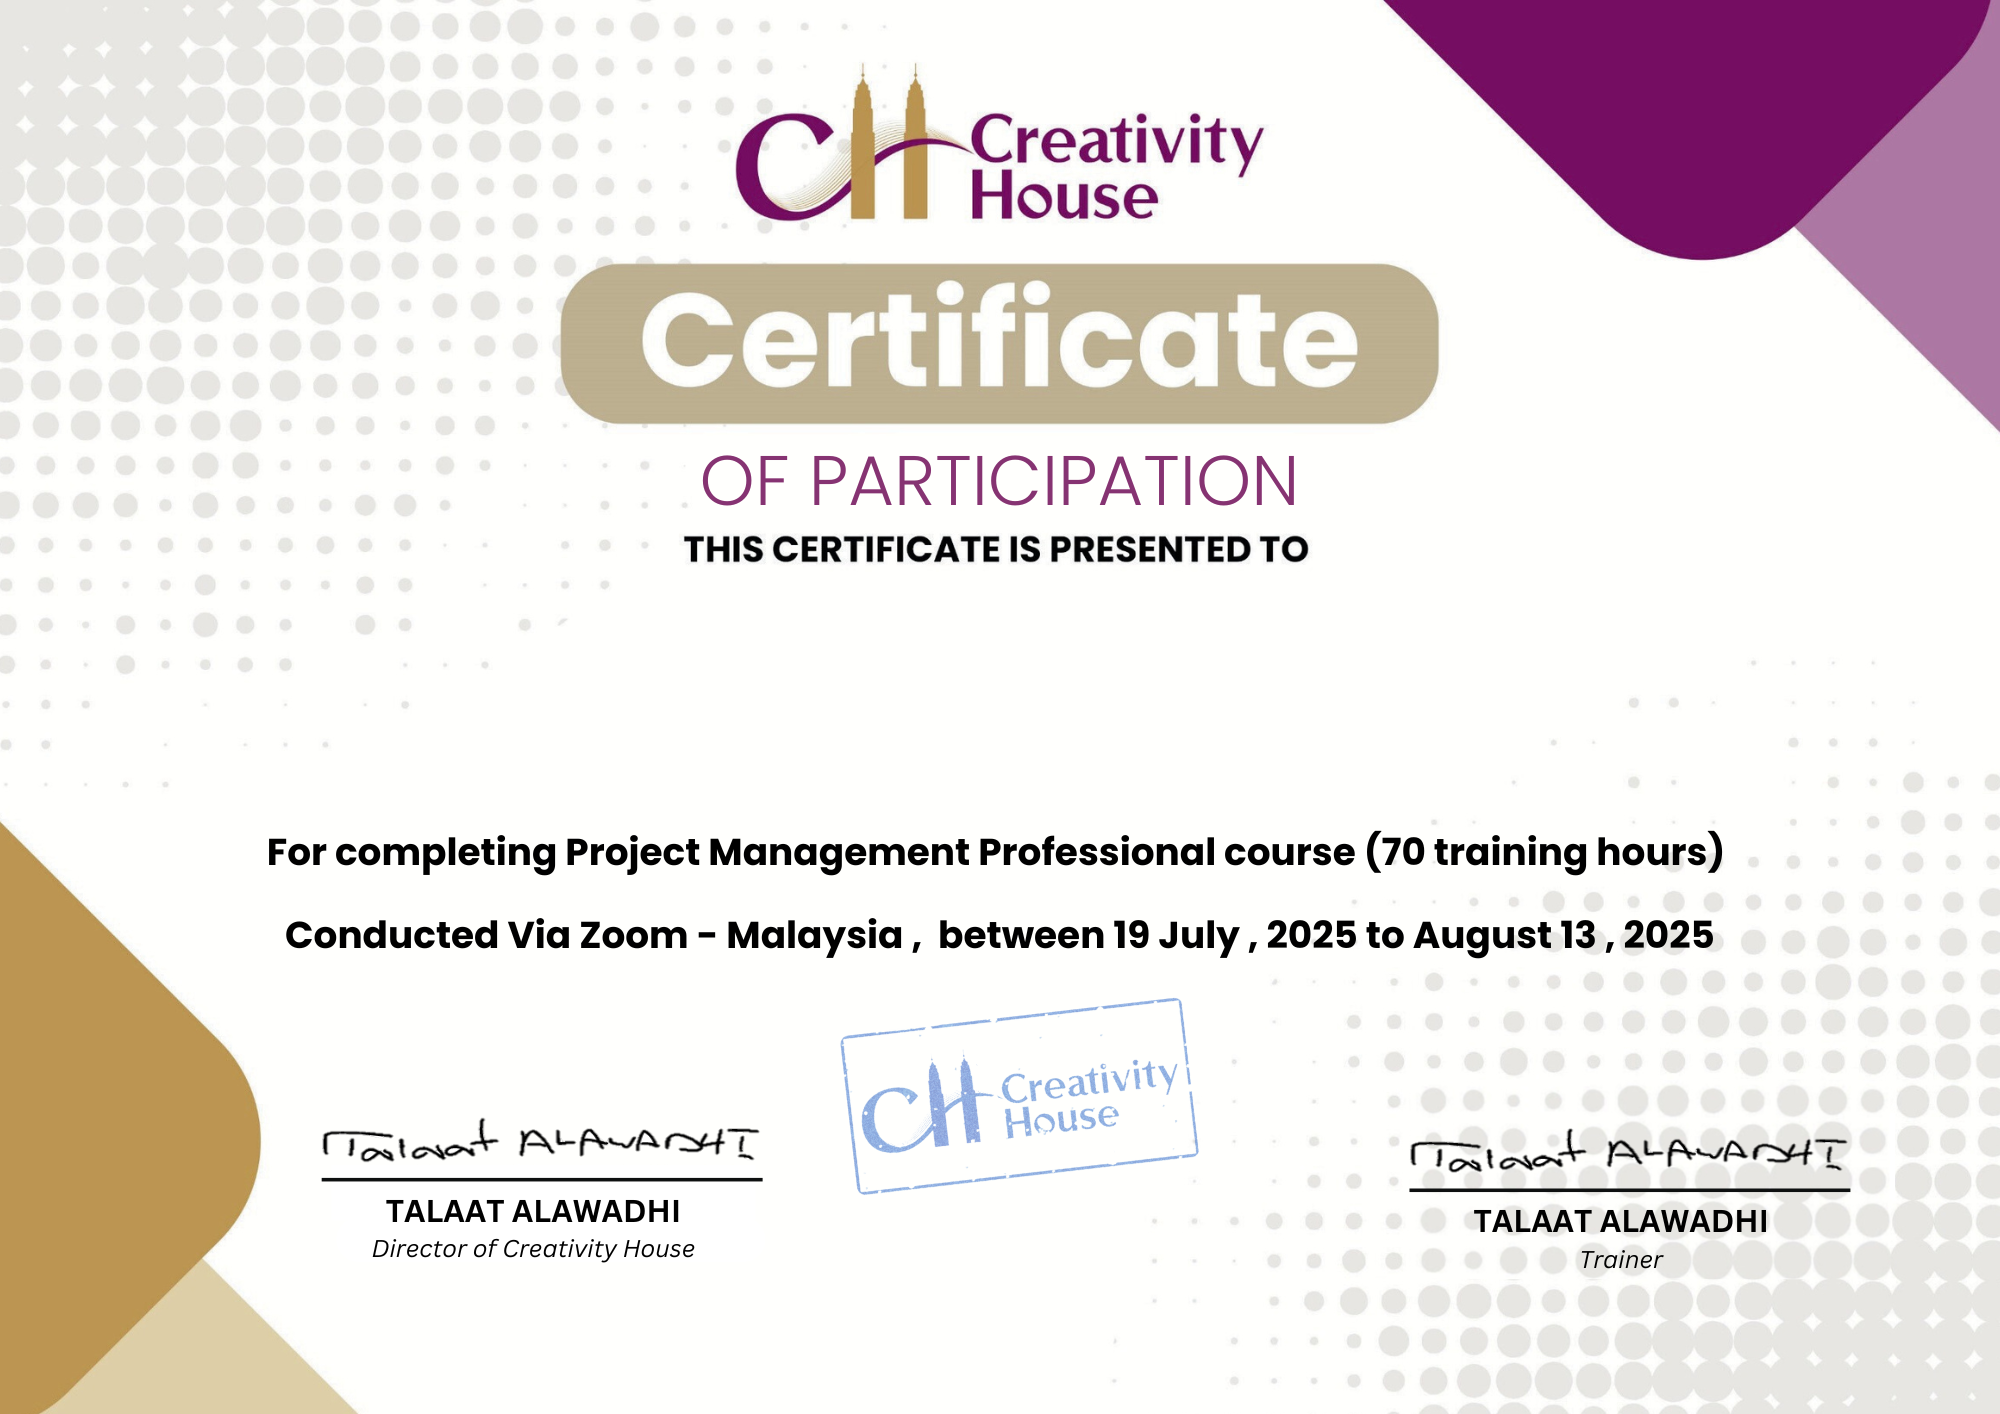 CH Creativity
House
Certificate
OF PARTICIPATION
THIS CERTIFICATE IS PRESENTED TO
For completing Project Management Professional course (70 training hours)
Conducted Via Zoom - Malaysia , between 19 July , 2025 to August 13 , 2025
CH Creativity
House
Talaat ALAWADHI
TALAAT ALAWADHI
Director of Creativity House
Talaat ALAWADHI
TALAAT ALAWADHI
Trainer